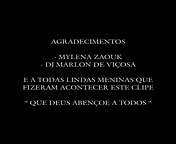 AGRADECIMENTOS
- MYLENA ZAOUK
- DJ MARLON DE VIÇOSA
E A TODAS LINDAS MENINAS QUE
FIZERAM ACONTECER ESTE CLIPE
" QUE DEUS ABENÇOE A TODOS "